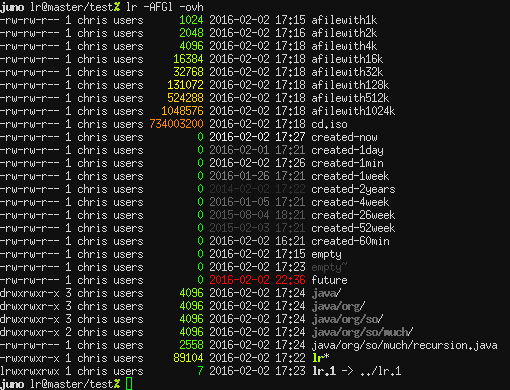 juno lr@master/test% lr -AFGl -ovh
-rw-rw-r-- 1 chris users      1024 2016-02-02 17:15 afilewith1k
-rw-rw-r-- 1 chris users      2048 2016-02-02 17:16 afilewith2k
-rw-rw-r-- 1 chris users      4096 2016-02-02 17:18 afilewith4k
-rw-rw-r-- 1 chris users     16384 2016-02-02 17:18 afilewith16k
-rw-rw-r-- 1 chris users     32768 2016-02-02 17:18 afilewith32k
-rw-rw-r-- 1 chris users    131072 2016-02-02 17:18 afilewith128k
-rw-rw-r-- 1 chris users    524288 2016-02-02 17:18 afilewith512k
-rw-rw-r-- 1 chris users   1048576 2016-02-02 17:18 afilewith1024k
-rw-rw-r-- 1 chris users 734003200 2016-02-02 17:18 cd.iso
-rw-rw-r-- 1 chris users         0 2016-02-02 17:27 created-now
-rw-rw-r-- 1 chris users         0 2016-02-01 17:21 created-1day
-rw-rw-r-- 1 chris users         0 2016-02-02 17:26 created-1min
-rw-rw-r-- 1 chris users         0 2016-01-26 17:21 created-1week
-rw-rw-r-- 1 chris users         0 2014-02-02 17:22 created-2years
-rw-rw-r-- 1 chris users         0 2016-01-05 17:21 created-4week
-rw-rw-r-- 1 chris users         0 2015-08-04 18:21 created-26week
-rw-rw-r-- 1 chris users         0 2015-02-03 17:21 created-52week
-rw-rw-r-- 1 chris users         0 2016-02-02 16:21 created-60min
-rw-rw-r-- 1 chris users         0 2016-02-02 17:15 empty
-rw-rw-r-- 1 chris users         0 2016-02-02 17:23 empty~
-rw-rw-r-- 1 chris users         0 2016-02-02 22:36 future
drwxrwxr-x 3 chris users      4096 2016-02-02 17:24 java/
drwxrwxr-x 3 chris users      4096 2016-02-02 17:24 java/org/
drwxrwxr-x 3 chris users      4096 2016-02-02 17:24 java/org/so/
drwxrwxr-x 2 chris users      4096 2016-02-02 17:24 java/org/so/much/
-rw-rw-r-- 1 chris users      2558 2016-02-02 17:24 java/org/so/much/recursion.java
-rwxrwxr-x 1 chris users     89104 2016-02-02 17:22 lr*
lrwxrwxrwx 1 chris users         7 2016-02-02 17:23 lr.1 -> ../lr.1
juno lr@master/test%